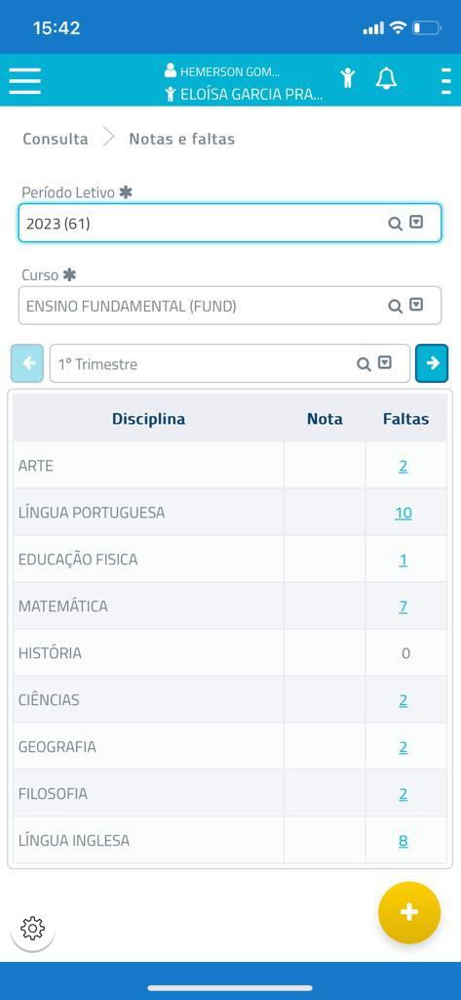 15:42
HEMERSON GOM...
ELOÍSA GARCIA PRA...
Consulta
Notas e faltas
Período Letivo ✱
2023 (61)
Curso ✱
ENSINO FUNDAMENTAL (FUND)
1º Trimestre
Disciplina Nota Faltas
ARTE 2
LÍNGUA PORTUGUESA 10
EDUCAÇÃO FISICA 1
MATEMÁTICA 7
HISTÓRIA 0
CIÊNCIAS 2
GEOGRAFIA 2
FILOSOFIA 2
LÍNGUA INGLESA 8